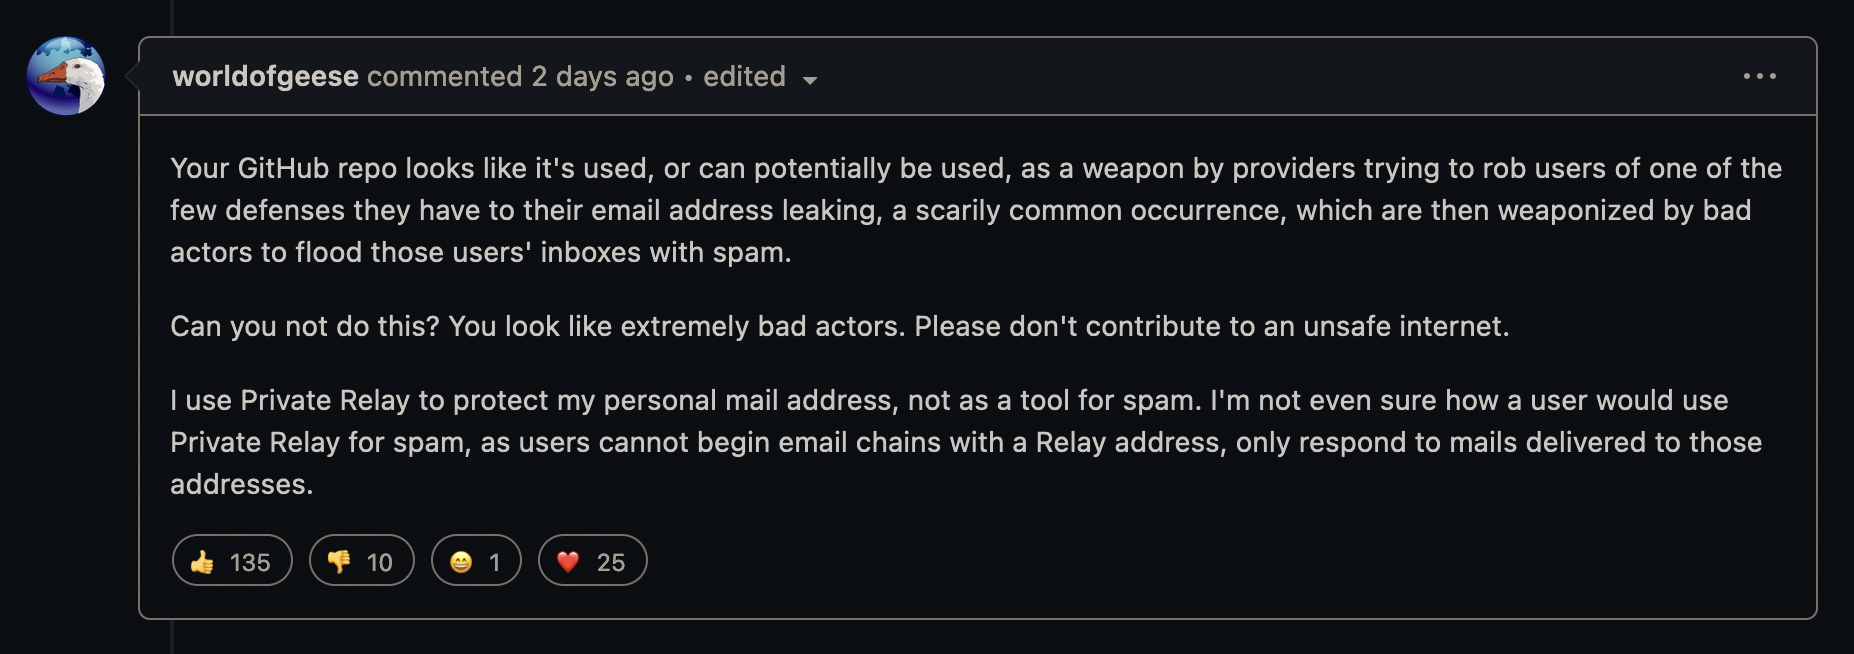 worldofgeese commented 2 days ago • edited
Your GitHub repo looks like it's used, or can potentially be used, as a weapon by providers trying to rob users of one of the
few defenses they have to their email address leaking, a scarily common occurrence, which are then weaponized by bad
actors to flood those users' inboxes with spam.
Can you not do this? You look like extremely bad actors. Please don't contribute to an unsafe internet.
I use Private Relay to protect my personal mail address, not as a tool for spam. I'm not even sure how a user would use
Private Relay for spam, as users cannot begin email chains with a Relay address, only respond to mails delivered to those
addresses.
👍 135 👎 10 😄 1 ❤️ 25